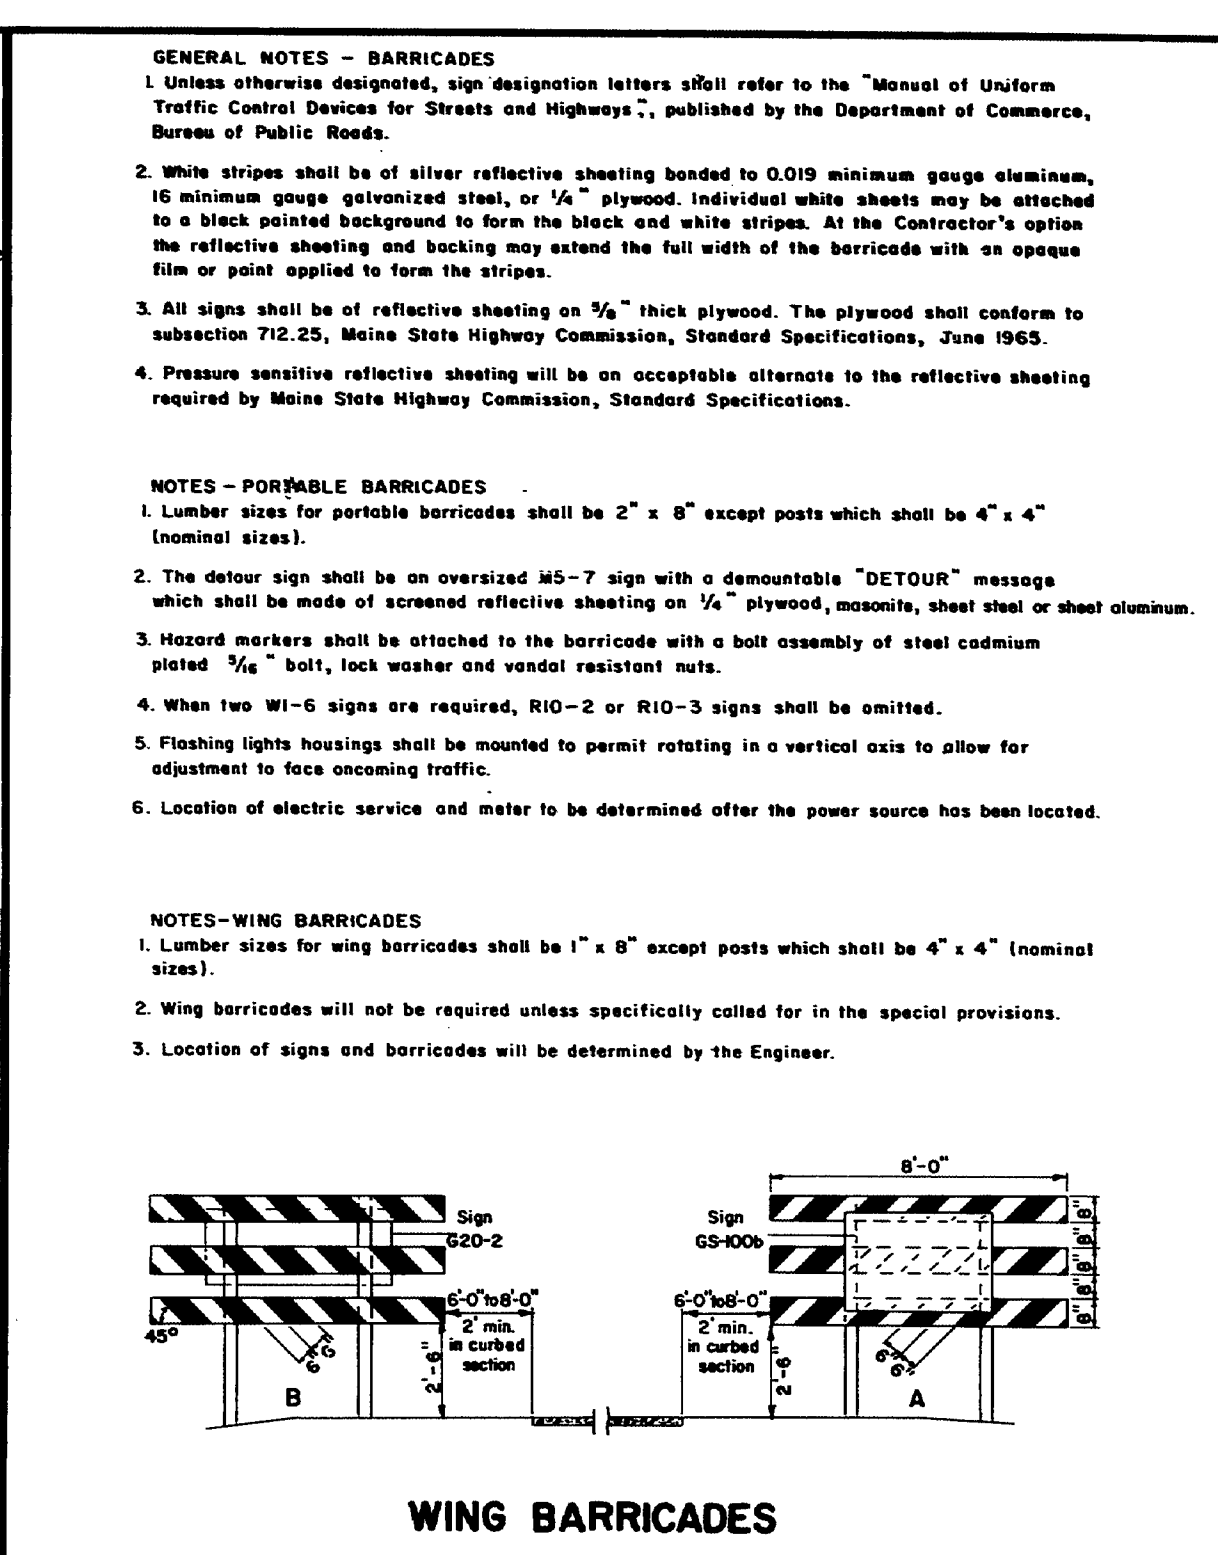 GENERAL NOTES - BARRICADES
1. Unless otherwise designated, sign designation letters shall refer to the "Manual of Uniform
Traffic Control Devices for Streets and Highways", published by the Department of Commerce,
Bureau of Public Roads.
2. White stripes shall be of silver reflective sheeting bonded to 0.019 minimum gauge aluminum,
16 minimum gauge galvanized steel, or 1/4" plywood. Individual white sheets may be attached
to a black painted background to form the black and white stripes. At the Contractor's option
the reflective sheeting and backing may extend the full width of the barricade with an opaque
film or paint applied to form the stripes.
3. All signs shall be of reflective sheeting on 5/8" thick plywood. The plywood shall conform to
subsection 712.25, Maine State Highway Commission, Standard Specifications, June 1965.
4. Pressure sensitive reflective sheeting will be an acceptable alternate to the reflective sheeting
required by Maine State Highway Commission, Standard Specifications.
NOTES - PORTABLE BARRICADES
1. Lumber sizes for portable barricades shall be 2" x 8" except posts which shall be 4" x 4"
(nominal sizes).
2. The detour sign shall be an oversized M5-7 sign with a demountable "DETOUR" message
which shall be made of screened reflective sheeting on 1/4" plywood, masonite, sheet steel or sheet aluminum.
3. Hazard markers shall be attached to the barricade with a bolt assembly of steel cadmium
plated 5/16" bolt, lock washer and vandal resistant nuts.
4. When two W1-6 signs are required, R10-2 or R10-3 signs shall be omitted.
5. Flashing lights housings shall be mounted to permit rotating in a vertical axis to allow for
adjustment to face oncoming traffic.
6. Location of electric service and meter to be determined after the power source has been located.
NOTES-WING BARRICADES
1. Lumber sizes for wing barricades shall be 1" x 8" except posts which shall be 4" x 4" (nominal
sizes).
2. Wing barricades will not be required unless specifically called for in the special provisions.
3. Location of signs and barricades will be determined by the Engineer.
8'-0"
Sign
G20-2
Sign
GS-100b
8"
8"
8"
8"
8"
6'-0" to 8'-0"
2' min.
in curbed
section
6'-0" to 8'-0"
2' min.
in curbed
section
45°
6"
6"
2'-6"
2'-6"
6"
6"
B
A
WING BARRICADES